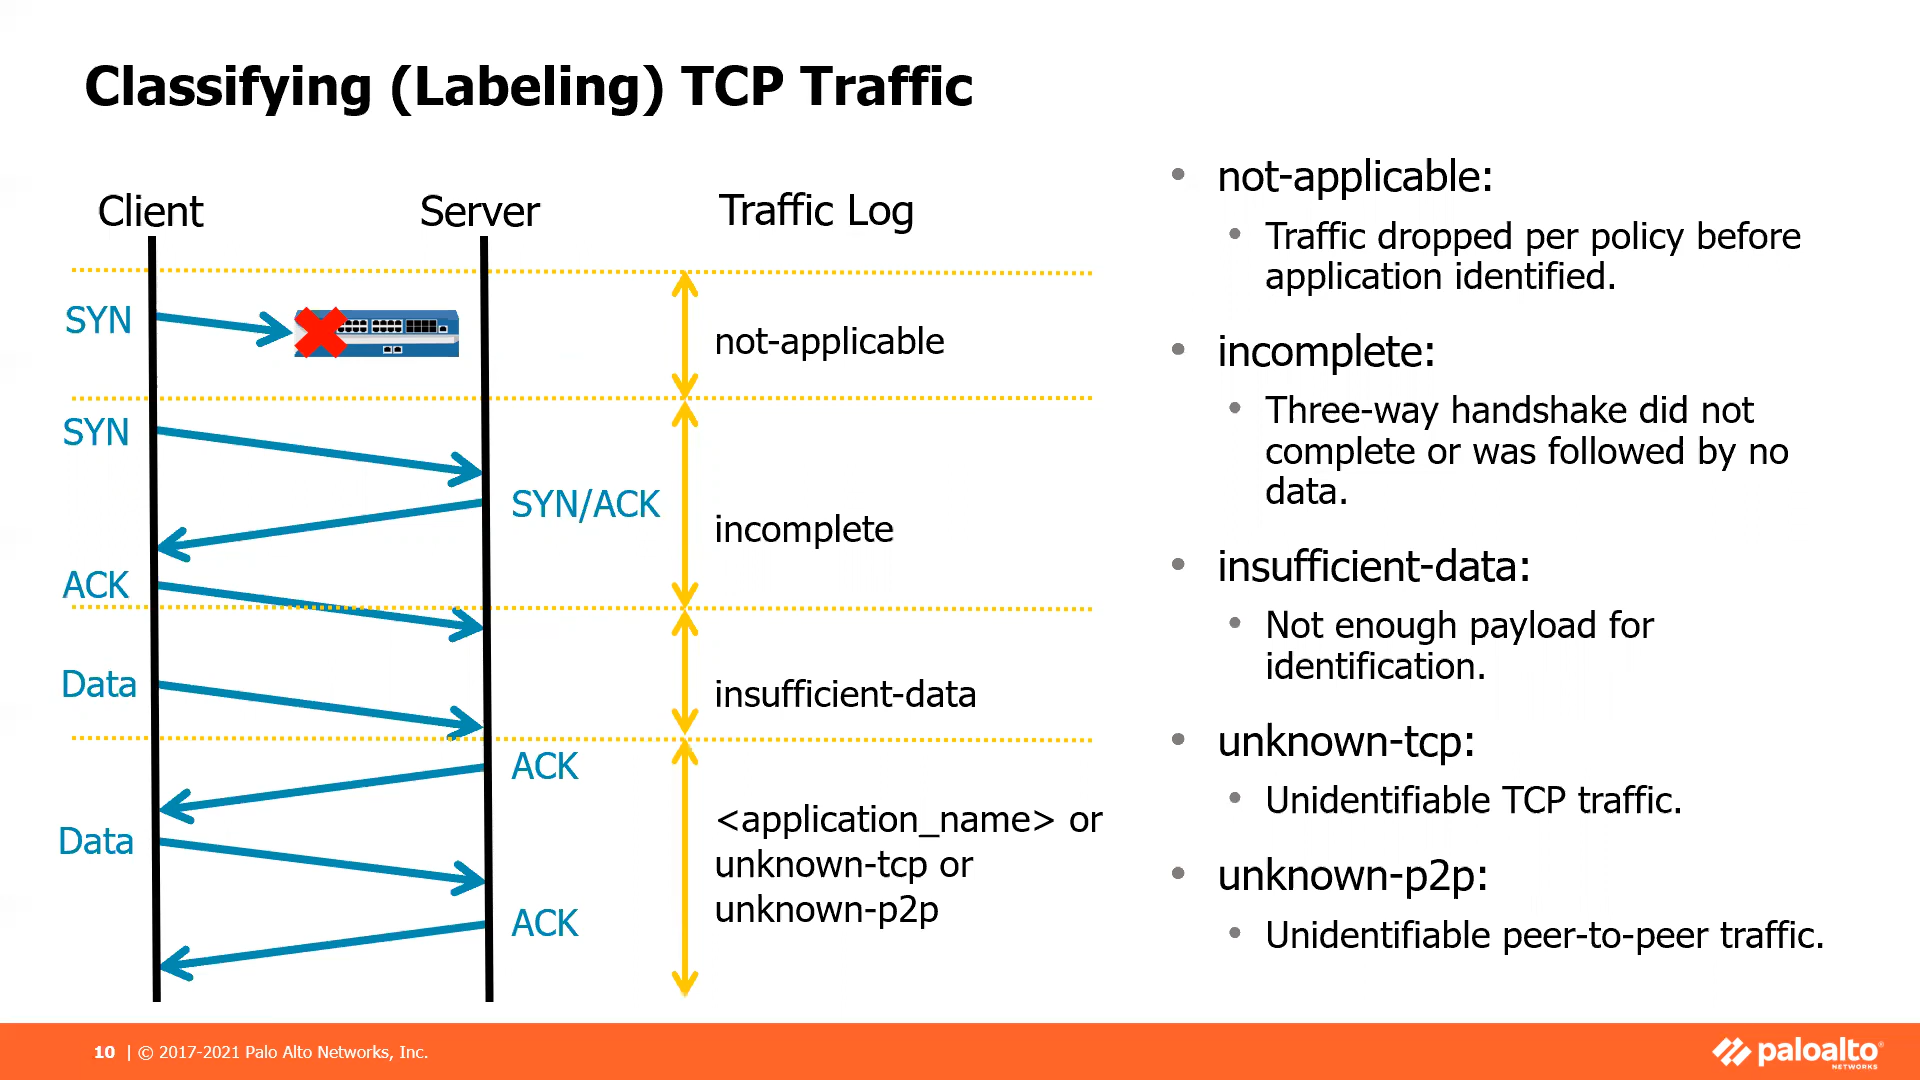 Classifying (Labeling) TCP Traffic
Client
Server
Traffic Log
SYN
not-applicable
SYN
SYN/ACK
incomplete
ACK
Data
insufficient-data
ACK
Data
<application_name> or
unknown-tcp or
unknown-p2p
ACK
• not-applicable:
• Traffic dropped per policy before
application identified.
• incomplete:
• Three-way handshake did not
complete or was followed by no
data.
• insufficient-data:
• Not enough payload for
identification.
• unknown-tcp:
• Unidentifiable TCP traffic.
• unknown-p2p:
• Unidentifiable peer-to-peer traffic.
10 | © 2017-2021 Palo Alto Networks, Inc.
paloalto®
NETWORKS